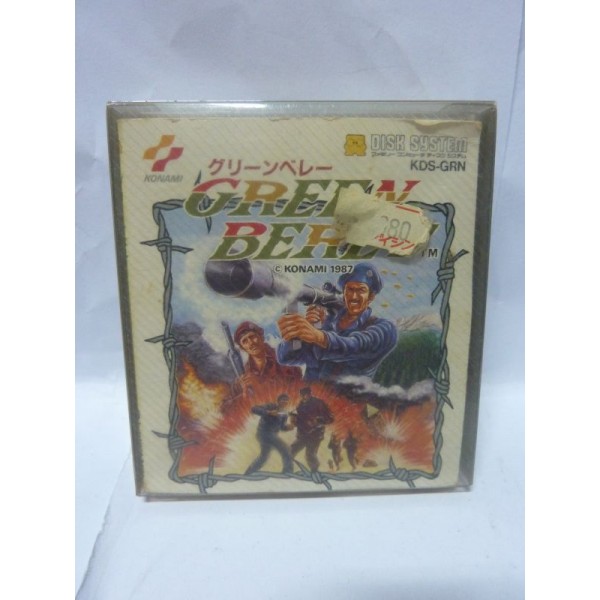 KONAMI
DISK SYSTEM
ファミリー コンピュータ ディスク システム
KDS-GRN
グリーンベレー
GREEN
TM
© KONAMI 1987